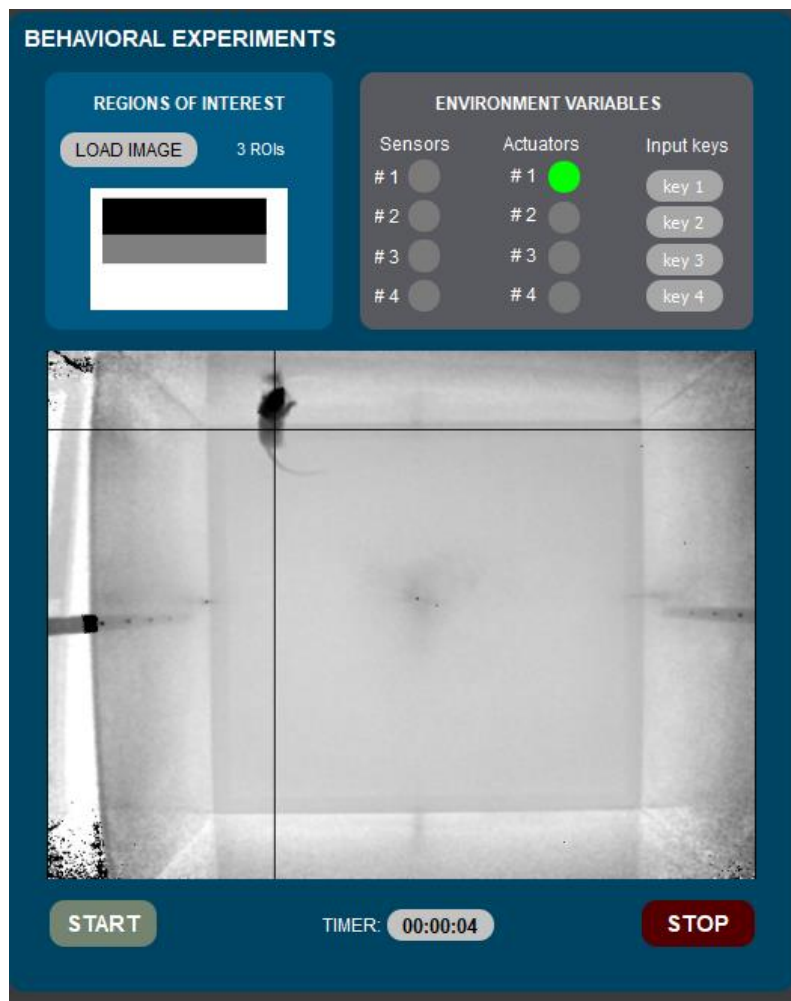 BEHAVIORAL EXPERIMENTS
REGIONS OF INTEREST
LOAD IMAGE 3 ROIs
ENVIRONMENT VARIABLES
Sensors Actuators Input keys
# 1 # 1 key 1
# 2 # 2 key 2
# 3 # 3 key 3
# 4 # 4 key 4
START TIMER: 00:00:04 STOP